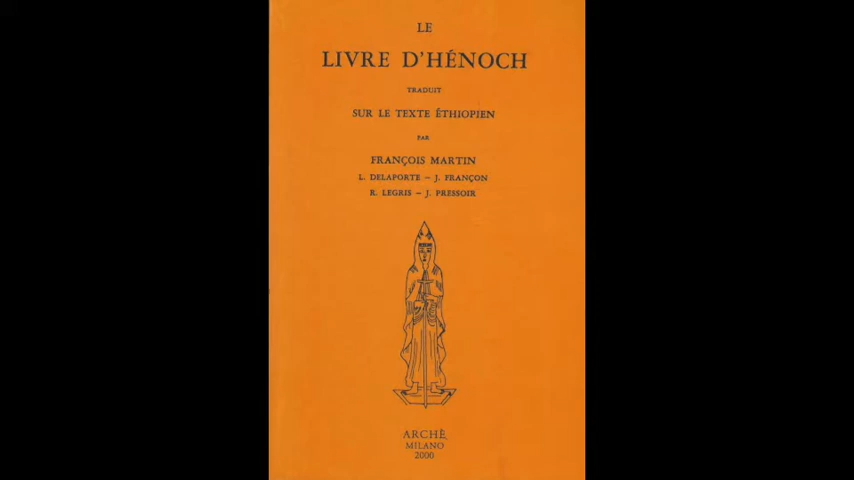 LE
LIVRE D'HÉNOCH
TRADUIT
SUR LE TEXTE ÉTHIOPIEN
PAR
FRANÇOIS MARTIN
L. DELAPORTE – J. FRANÇON
R. LEGRIS – J. PRESSOIR
ARCHÈ
MILANO
2000